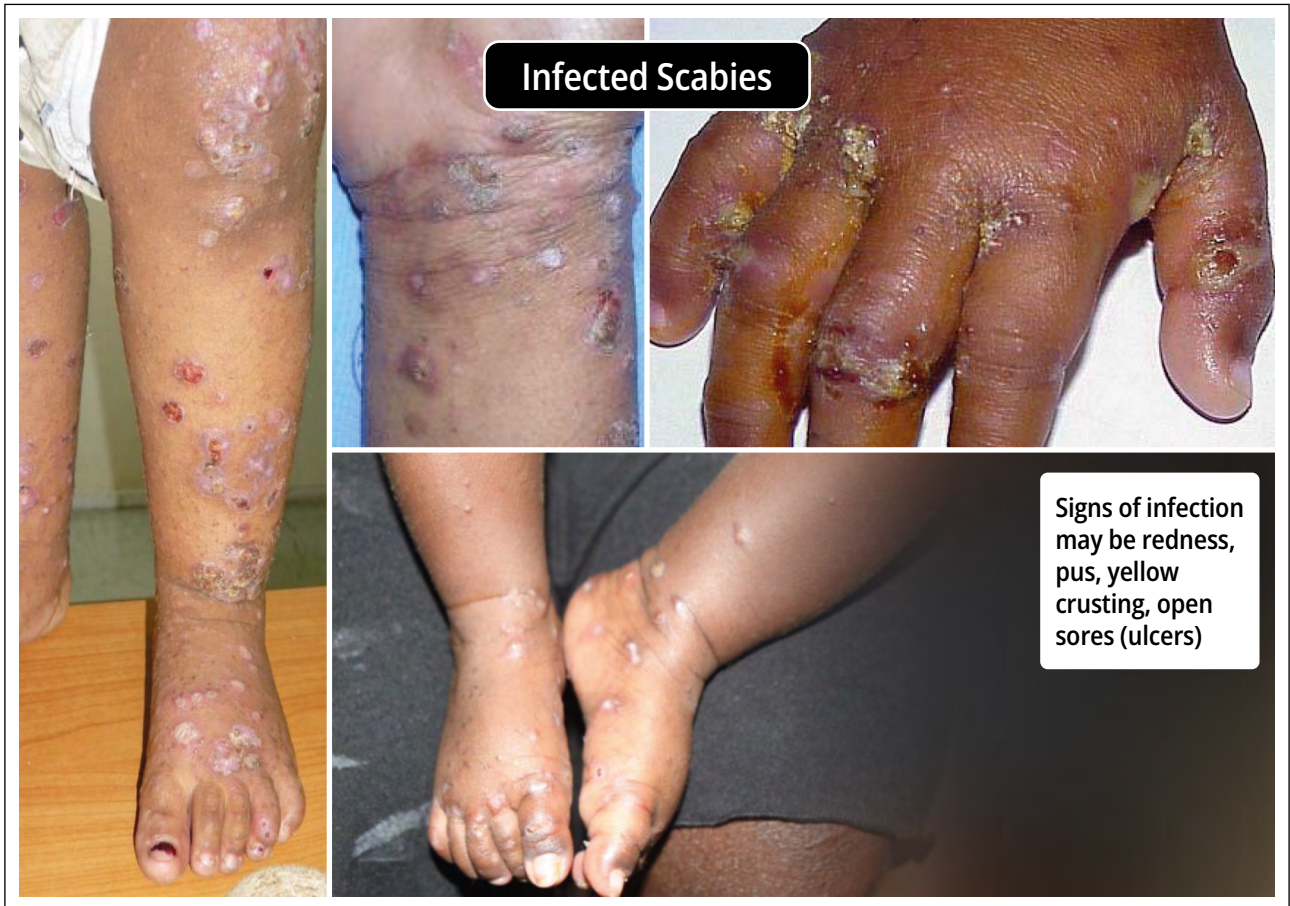 Infected Scabies
Signs of infection
may be redness,
pus, yellow
crusting, open
sores (ulcers)